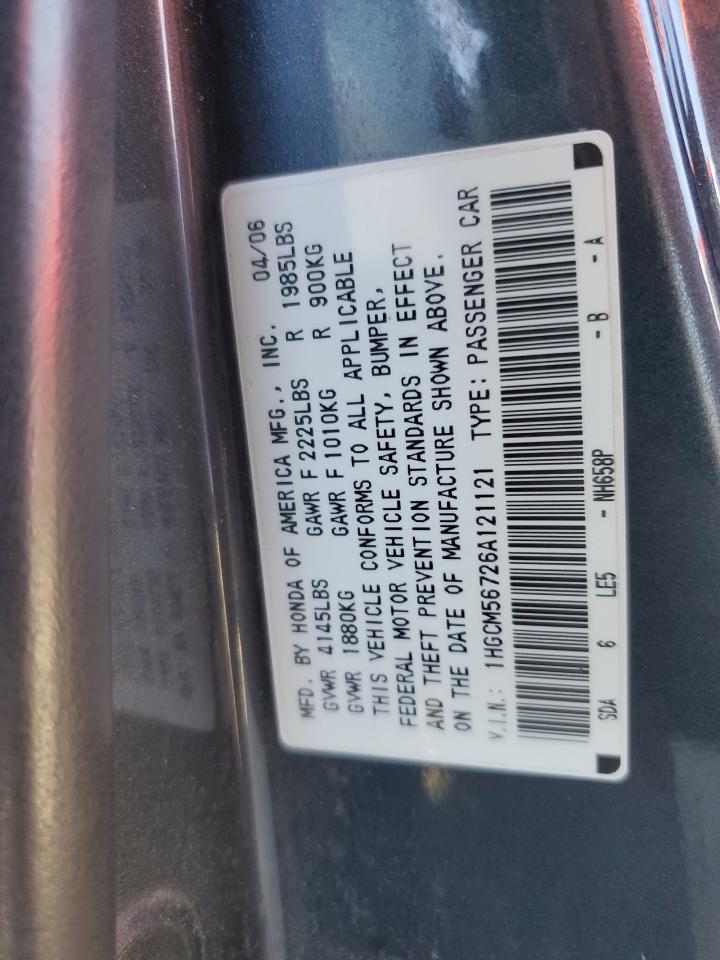 MFD. BY HONDA OF AMERICA MFG., INC. 04/06
GVWR 4145LBS GAWR F 2225LBS R 1985LBS
GVWR 1880KG GAWR F 1010KG R 900KG
THIS VEHICLE CONFORMS TO ALL APPLICABLE
FEDERAL MOTOR VEHICLE SAFETY, BUMPER,
AND THEFT PREVENTION STANDARDS IN EFFECT
ON THE DATE OF MANUFACTURE SHOWN ABOVE.
V.I.N.: 1HGCM56726A121121 TYPE: PASSENGER CAR
SDA 6 LE5 - NH658P - B - A